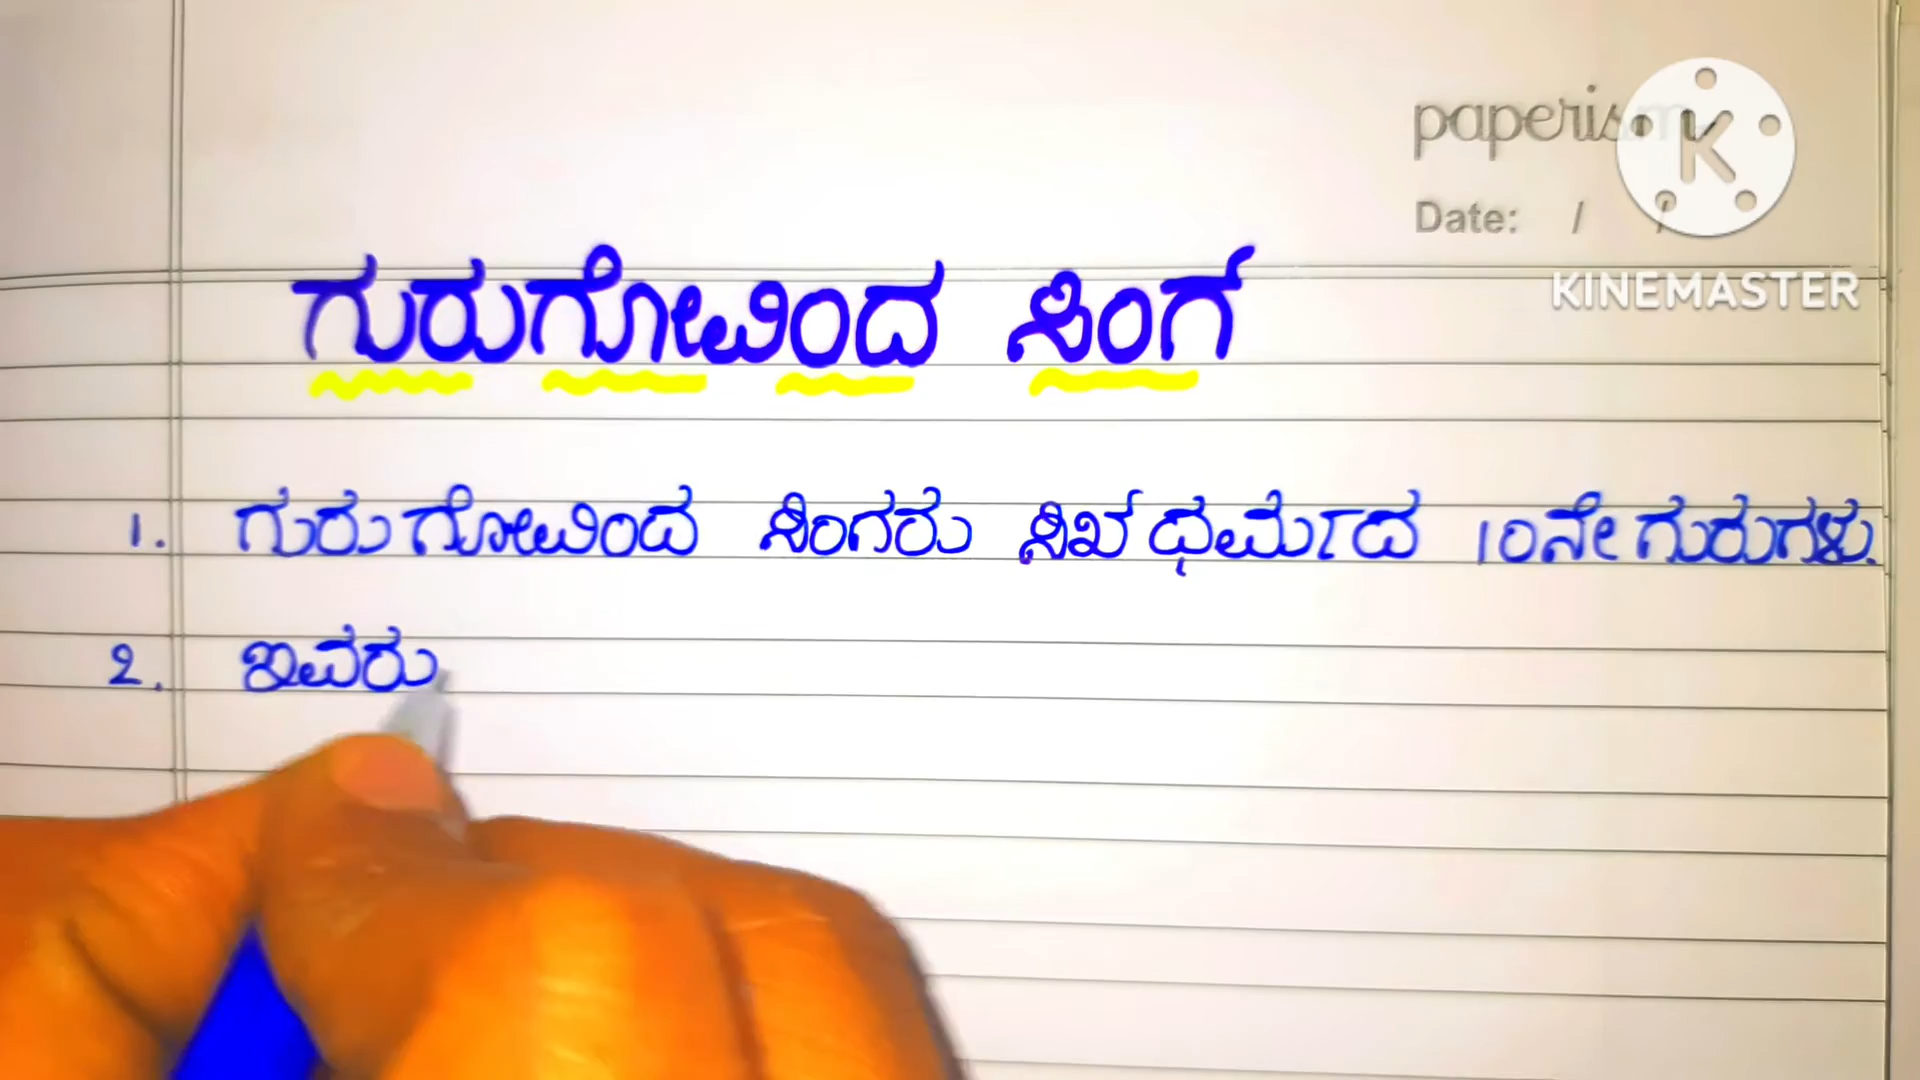 paperism
Date: / /
KINEMASTER
ಗುರುಗೋವಿಂದ ಸಿಂಗ್
1. ಗುರುಗೋವಿಂದ ಸಿಂಗರು ಸಿಖ ಧರ್ಮದ 10ನೇ ಗುರುಗಳು.
2. ಇವರು